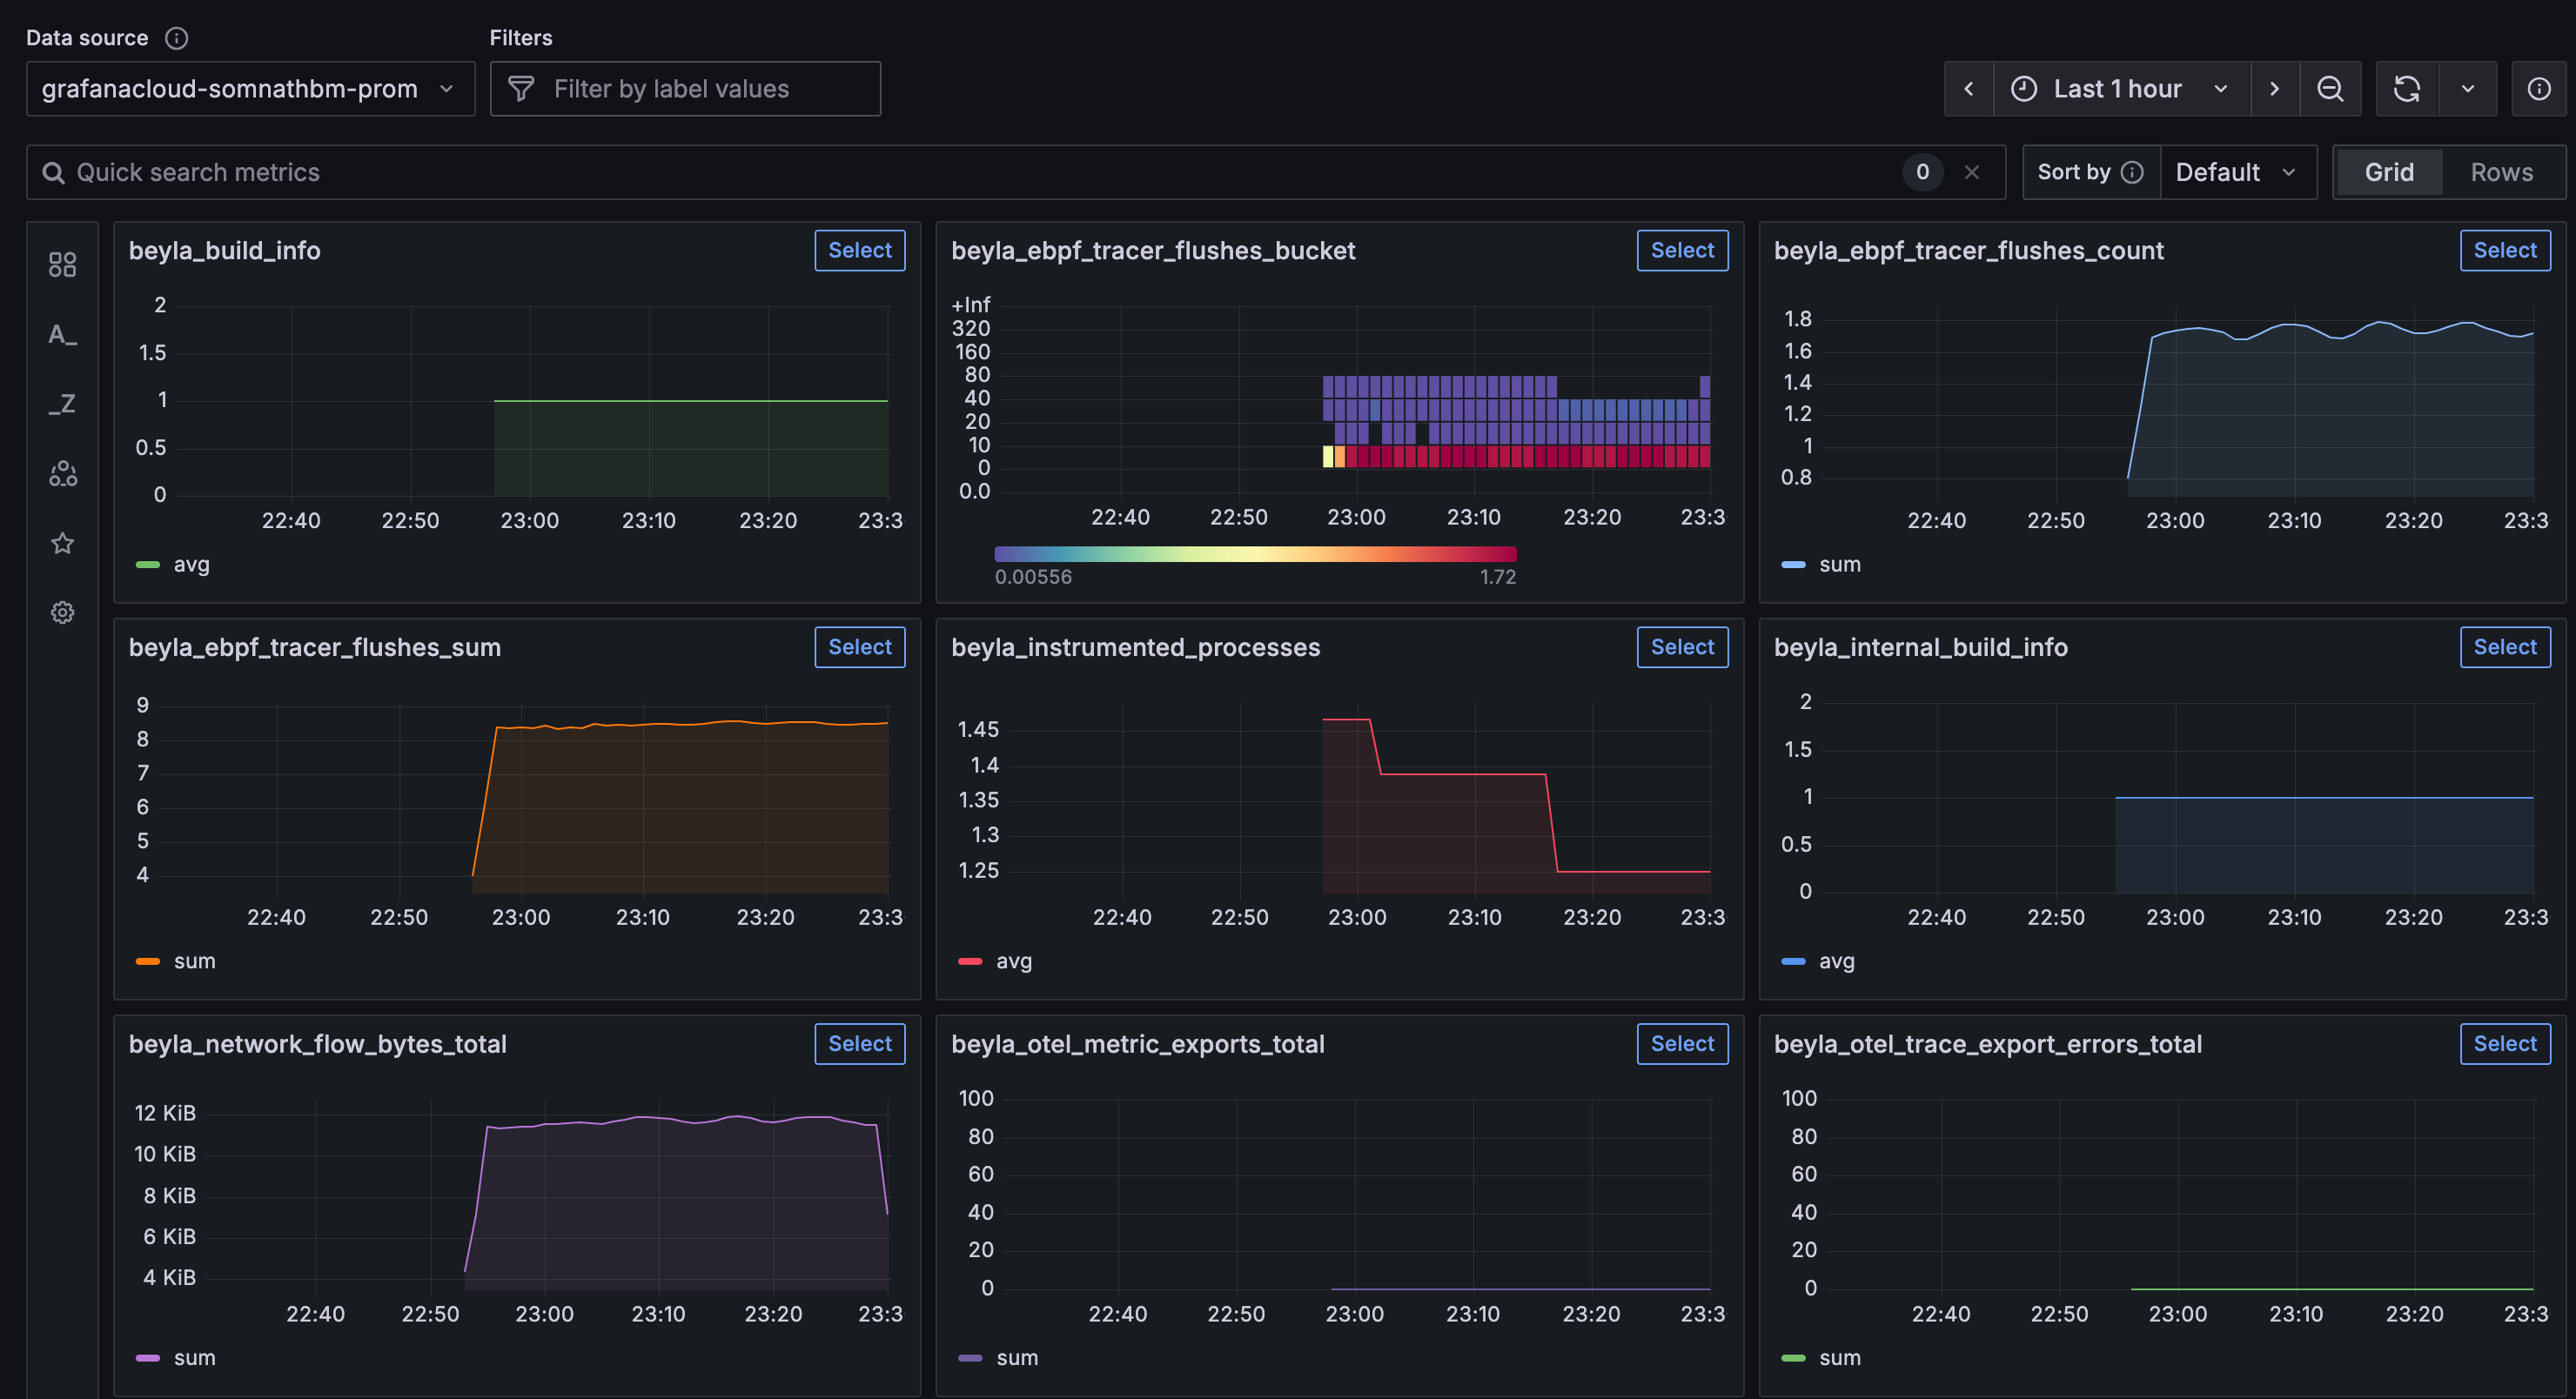 Data source Filters
grafanacloud-somnathbm-prom Filter by label values Last 1 hour
Quick search metrics 0 Sort by Default Grid Rows
A_
_Z
beyla_build_info Select
2
1.5
1
0.5
0
22:40 22:50 23:00 23:10 23:20 23:3
avg
beyla_ebpf_tracer_flushes_bucket Select
+Inf
320
160
80
40
20
10
0
0.0
22:40 22:50 23:00 23:10 23:20 23:3
0.00556 1.72
beyla_ebpf_tracer_flushes_count Select
1.8
1.6
1.4
1.2
1
0.8
22:40 22:50 23:00 23:10 23:20 23:3
sum
beyla_ebpf_tracer_flushes_sum Select
9
8
7
6
5
4
22:40 22:50 23:00 23:10 23:20 23:3
sum
beyla_instrumented_processes Select
1.45
1.4
1.35
1.3
1.25
22:40 22:50 23:00 23:10 23:20 23:3
avg
beyla_internal_build_info Select
2
1.5
1
0.5
0
22:40 22:50 23:00 23:10 23:20 23:3
avg
beyla_network_flow_bytes_total Select
12 KiB
10 KiB
8 KiB
6 KiB
4 KiB
22:40 22:50 23:00 23:10 23:20 23:3
sum
beyla_otel_metric_exports_total Select
100
80
60
40
20
0
22:40 22:50 23:00 23:10 23:20 23:3
sum
beyla_otel_trace_export_errors_total Select
100
80
60
40
20
0
22:40 22:50 23:00 23:10 23:20 23:3
sum